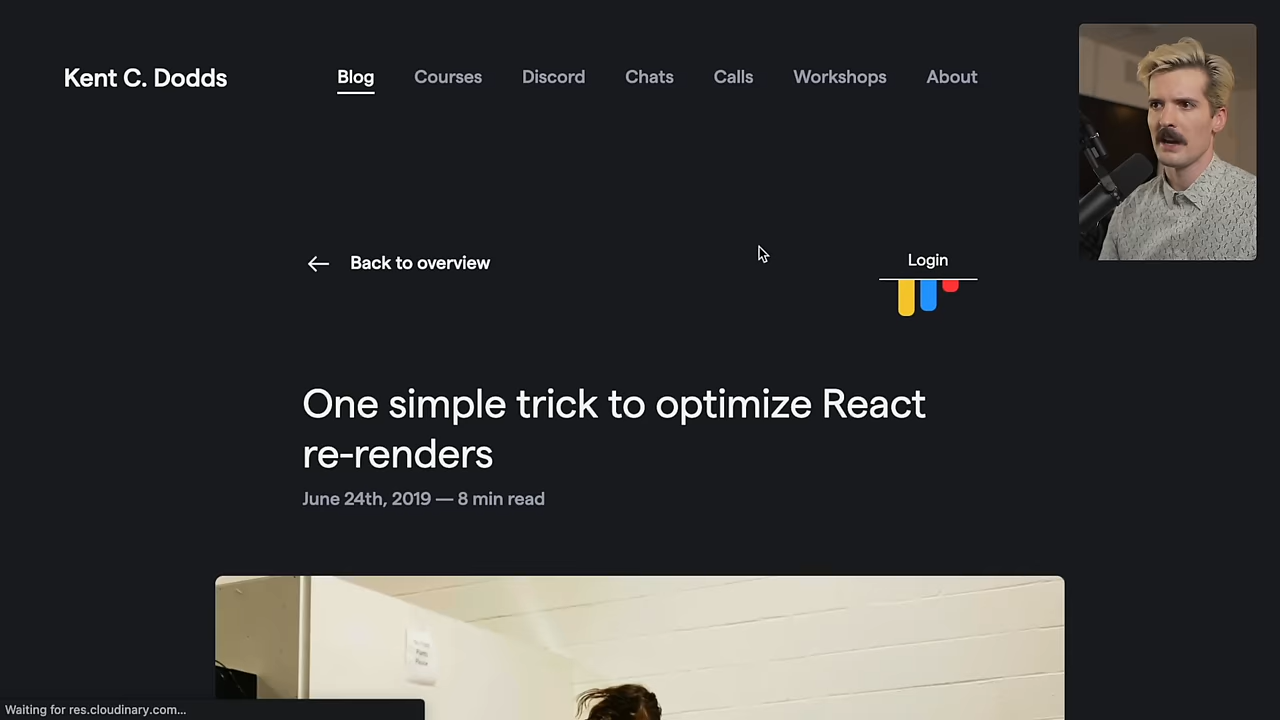 Kent C. Dodds
Blog
Courses
Discord
Chats
Calls
Workshops
About
Back to overview
Login
One simple trick to optimize React
re-renders
June 24th, 2019 — 8 min read
Waiting for res.cloudinary.com...